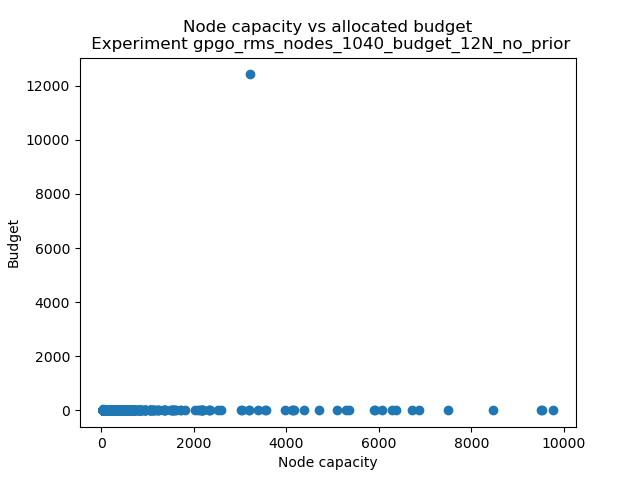 Node capacity vs allocated budget
Experiment gpgo_rms_nodes_1040_budget_12N_no_prior
12000
10000
8000
6000
4000
2000
0
Budget
0 2000 4000 6000 8000 10000
Node capacity